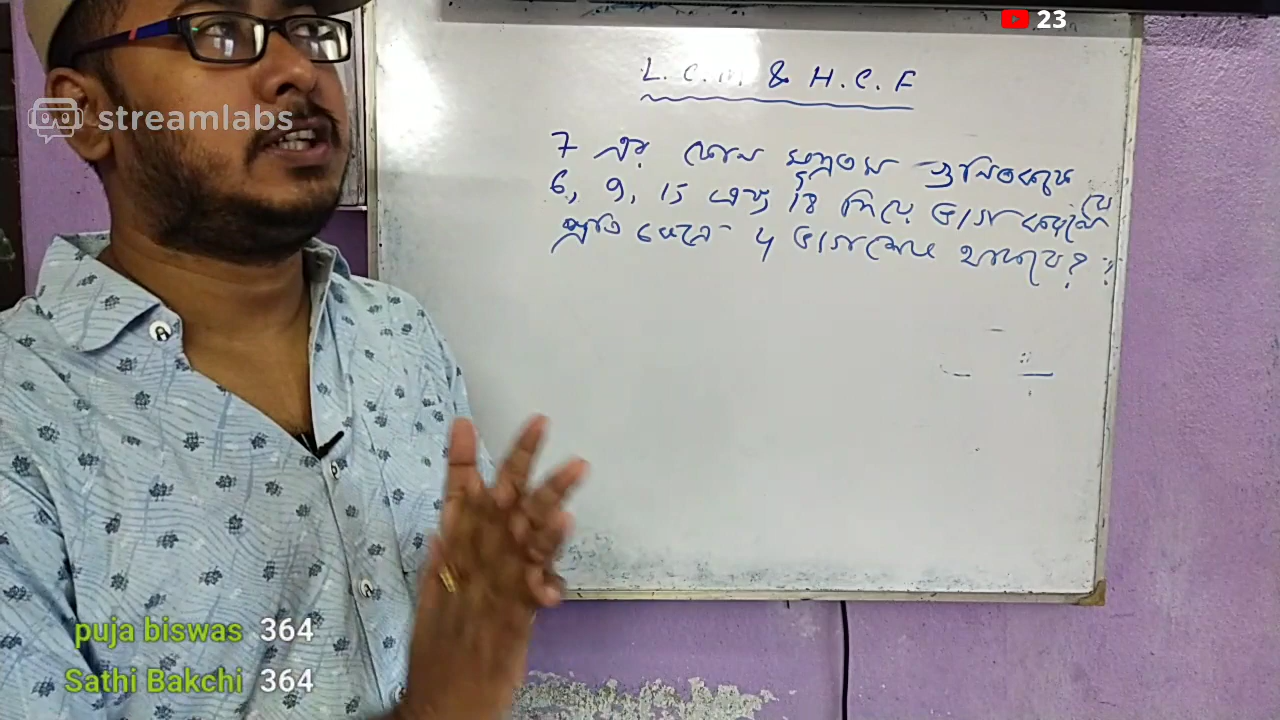 23
streamlabs
L.C.M. & H.C.F
7 এর কোন ক্ষুদ্রতম গুণিতককে
6, 9, 15 এবং 18 দিয়ে ভাগ করলে
প্রতি ক্ষেত্রে 4 ভাগশেষ থাকবে?
puja biswas 364
Sathi Bakchi 364